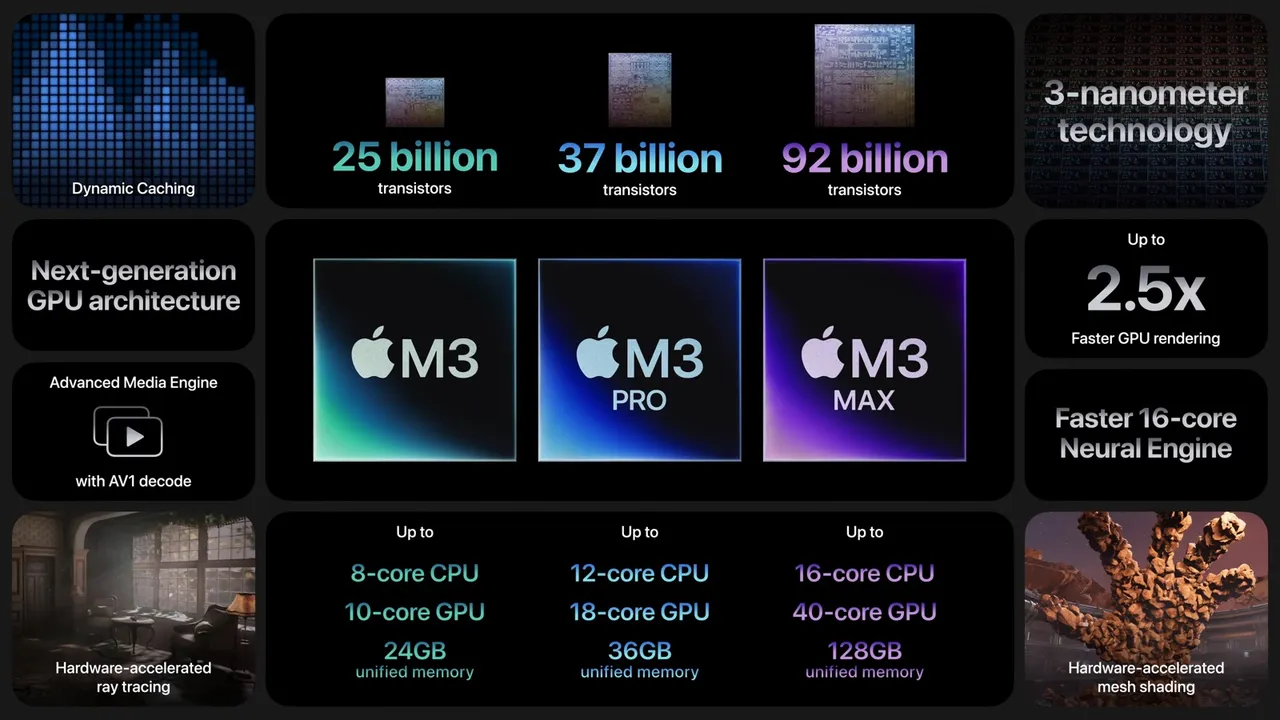 Dynamic Caching
25 billion
transistors
37 billion
transistors
92 billion
transistors
3-nanometer
technology
Next-generation
GPU architecture
M3
M3
PRO
M3
MAX
Up to
2.5x
Faster GPU rendering
Advanced Media Engine
with AV1 decode
Faster 16-core
Neural Engine
Hardware-accelerated
ray tracing
Up to
8-core CPU
10-core GPU
24GB
unified memory
Up to
12-core CPU
18-core GPU
36GB
unified memory
Up to
16-core CPU
40-core GPU
128GB
unified memory
Hardware-accelerated
mesh shading